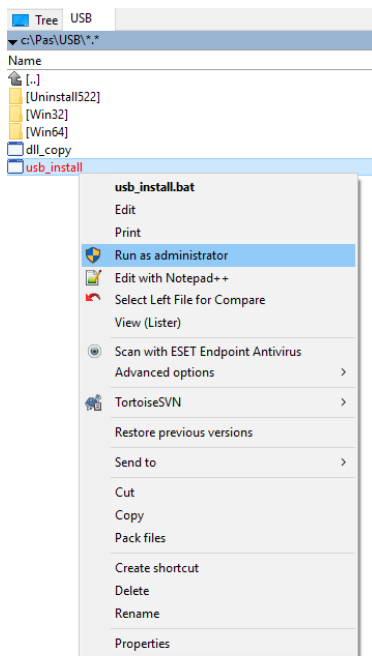 Tree USB
c:\Pas\USB\*.*
Name
[..]
[Uninstall522]
[Win32]
[Win64]
dll_copy
usb_install
usb_install.bat
Edit
Print
Run as administrator
Edit with Notepad++
Select Left File for Compare
View (Lister)
Scan with ESET Endpoint Antivirus
Advanced options
TortoiseSVN
Restore previous versions
Send to
Cut
Copy
Pack files
Create shortcut
Delete
Rename
Properties